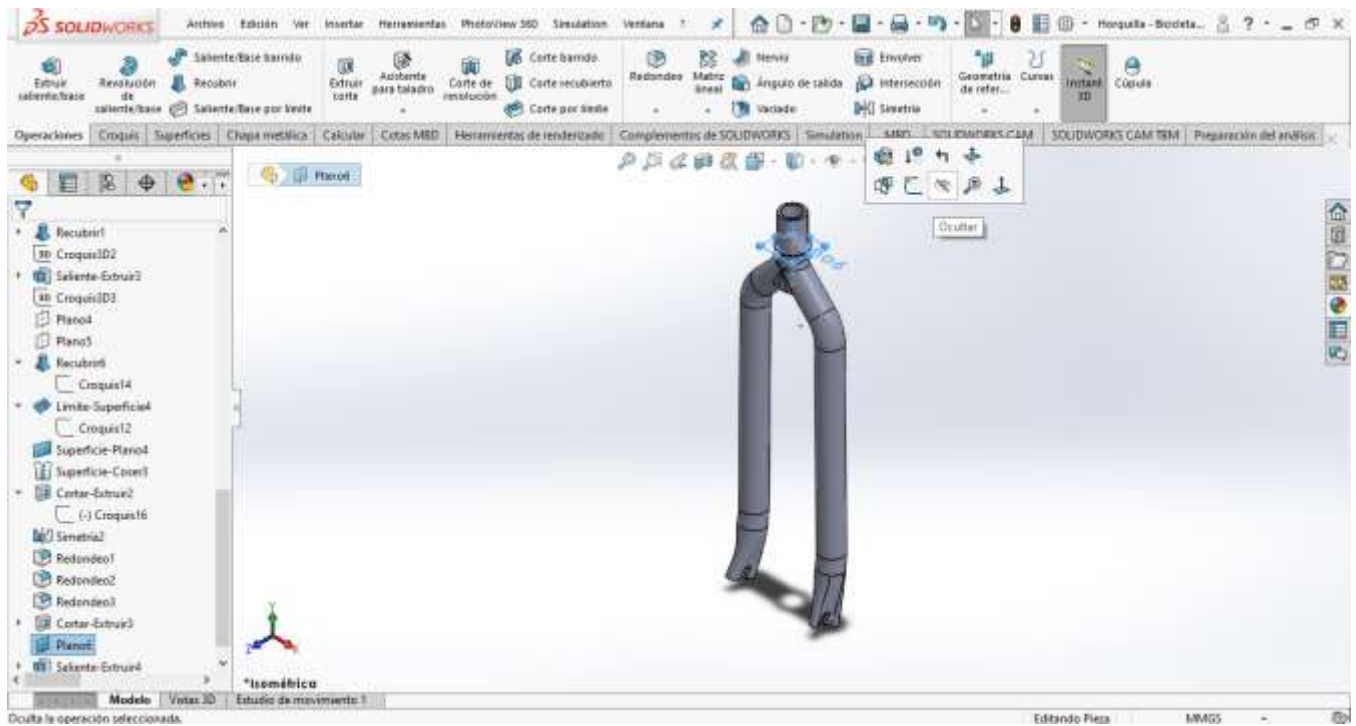 SOLIDWORKS
Archivo Edición Ver Insertar Herramientas PhotoView 360 Simulation Ventana ?
Horquilla - Bicicleta...
Extruir saliente/base
Revolución de saliente/base
Saliente/Base barrido
Recubrir
Saliente/Base por límite
Extruir corte
Asistente para taladro
Corte de revolución
Corte barrido
Corte recubierto
Corte por límite
Redondeo
Matriz lineal
Nervio
Ángulo de salida
Vaciado
Envolver
Intersección
Simetría
Geometría de refer...
Curvas
Instant 3D
Cúpula
Operaciones Croquis Superficies Chapa metálica Calcular Cotas MBD Herramientas de renderizado Complementos de SOLIDWORKS Simulation MBD SOLIDWORKS CAM SOLIDWORKS CAM TBM Preparación del análisis
Plano6
Ocultar
Recubrir1
3D Croquis3D2
Saliente-Extruir3
3D Croquis3D3
Plano4
Plano5
Recubrir6
Croquis14
Límite-Superficie4
Croquis12
Superficie-Plano4
Superficie-Coser3
Cortar-Extruir2
(-) Croquis16
Simetría2
Redondeo1
Redondeo2
Redondeo3
Cortar-Extruir3
Plano6
Saliente-Extruir4
Y
Z
*Isométrica
Modelo Vistas 3D Estudio de movimiento 1
Oculta la operación seleccionada.
Editando Pieza MMGS